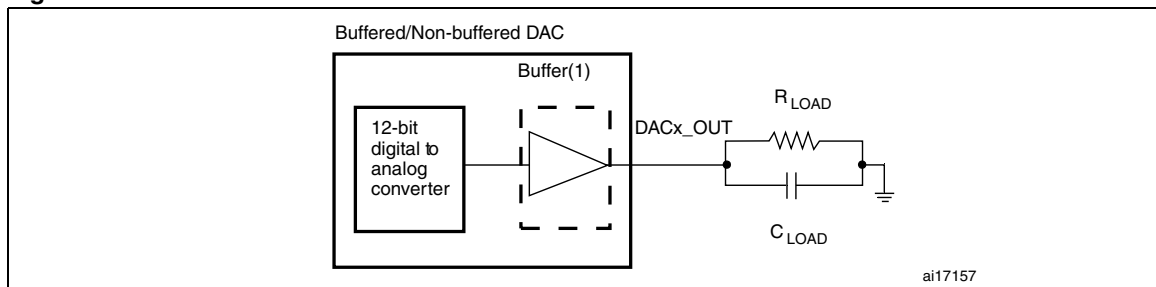 Buffered/Non-buffered DAC
Buffer(1)
12-bit
digital to
analog
converter
DACx_OUT
R LOAD
C LOAD
ai17157